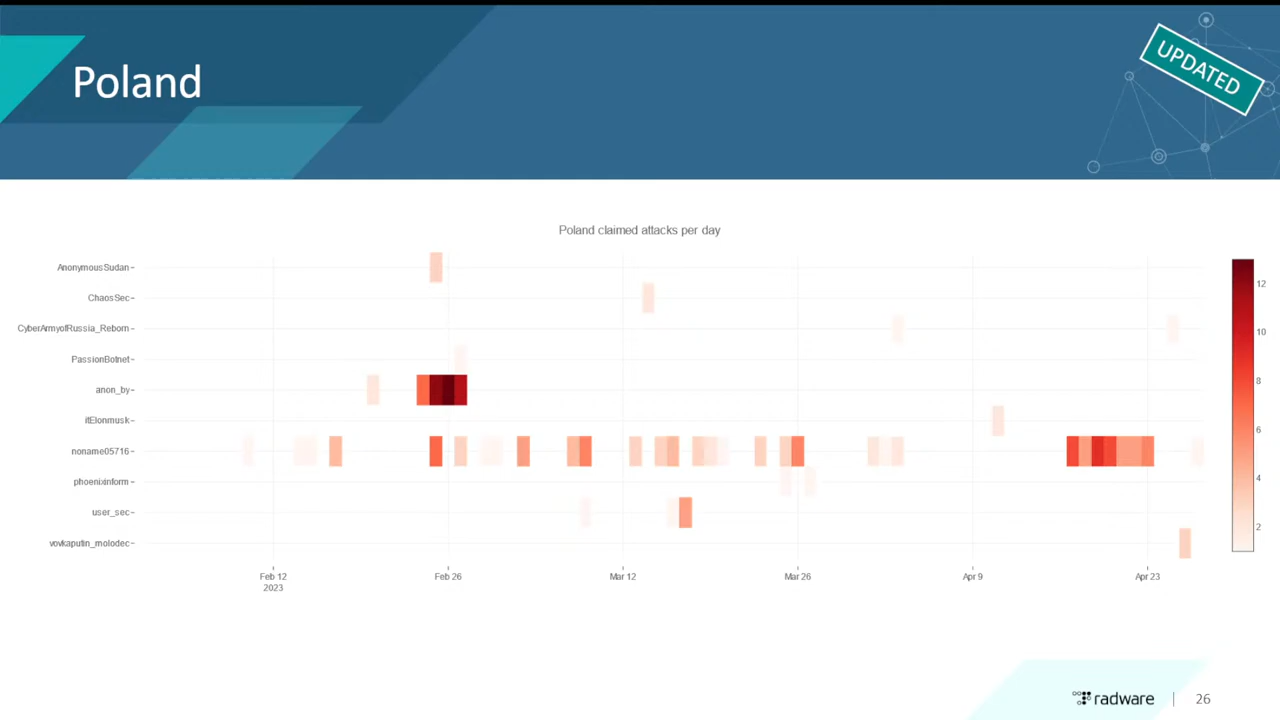 Poland
UPDATED
Poland claimed attacks per day
AnonymousSudan
ChaosSec
CyberArmyofRussia_Reborn
PassionBotnet
anon_by
itElonmusk
noname05716
phoenixinform
user_sec
vovkaputin_molodec
12
10
8
6
4
2
Feb 12
2023
Feb 26
Mar 12
Mar 26
Apr 9
Apr 23
radware
26